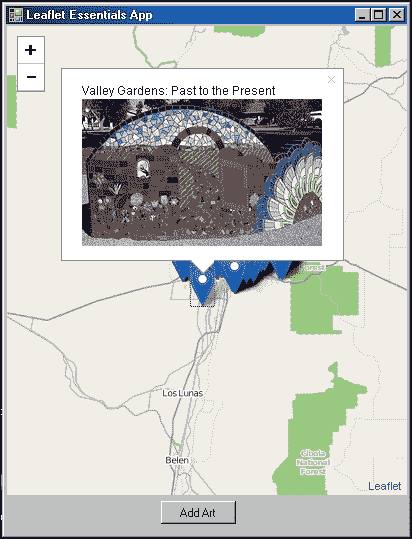 Leaflet Essentials App
+
−
×
Valley Gardens: Past to the Present
Forest
Los Lunas
Belen
Cibola
National
Forest
Leaflet
Add Art